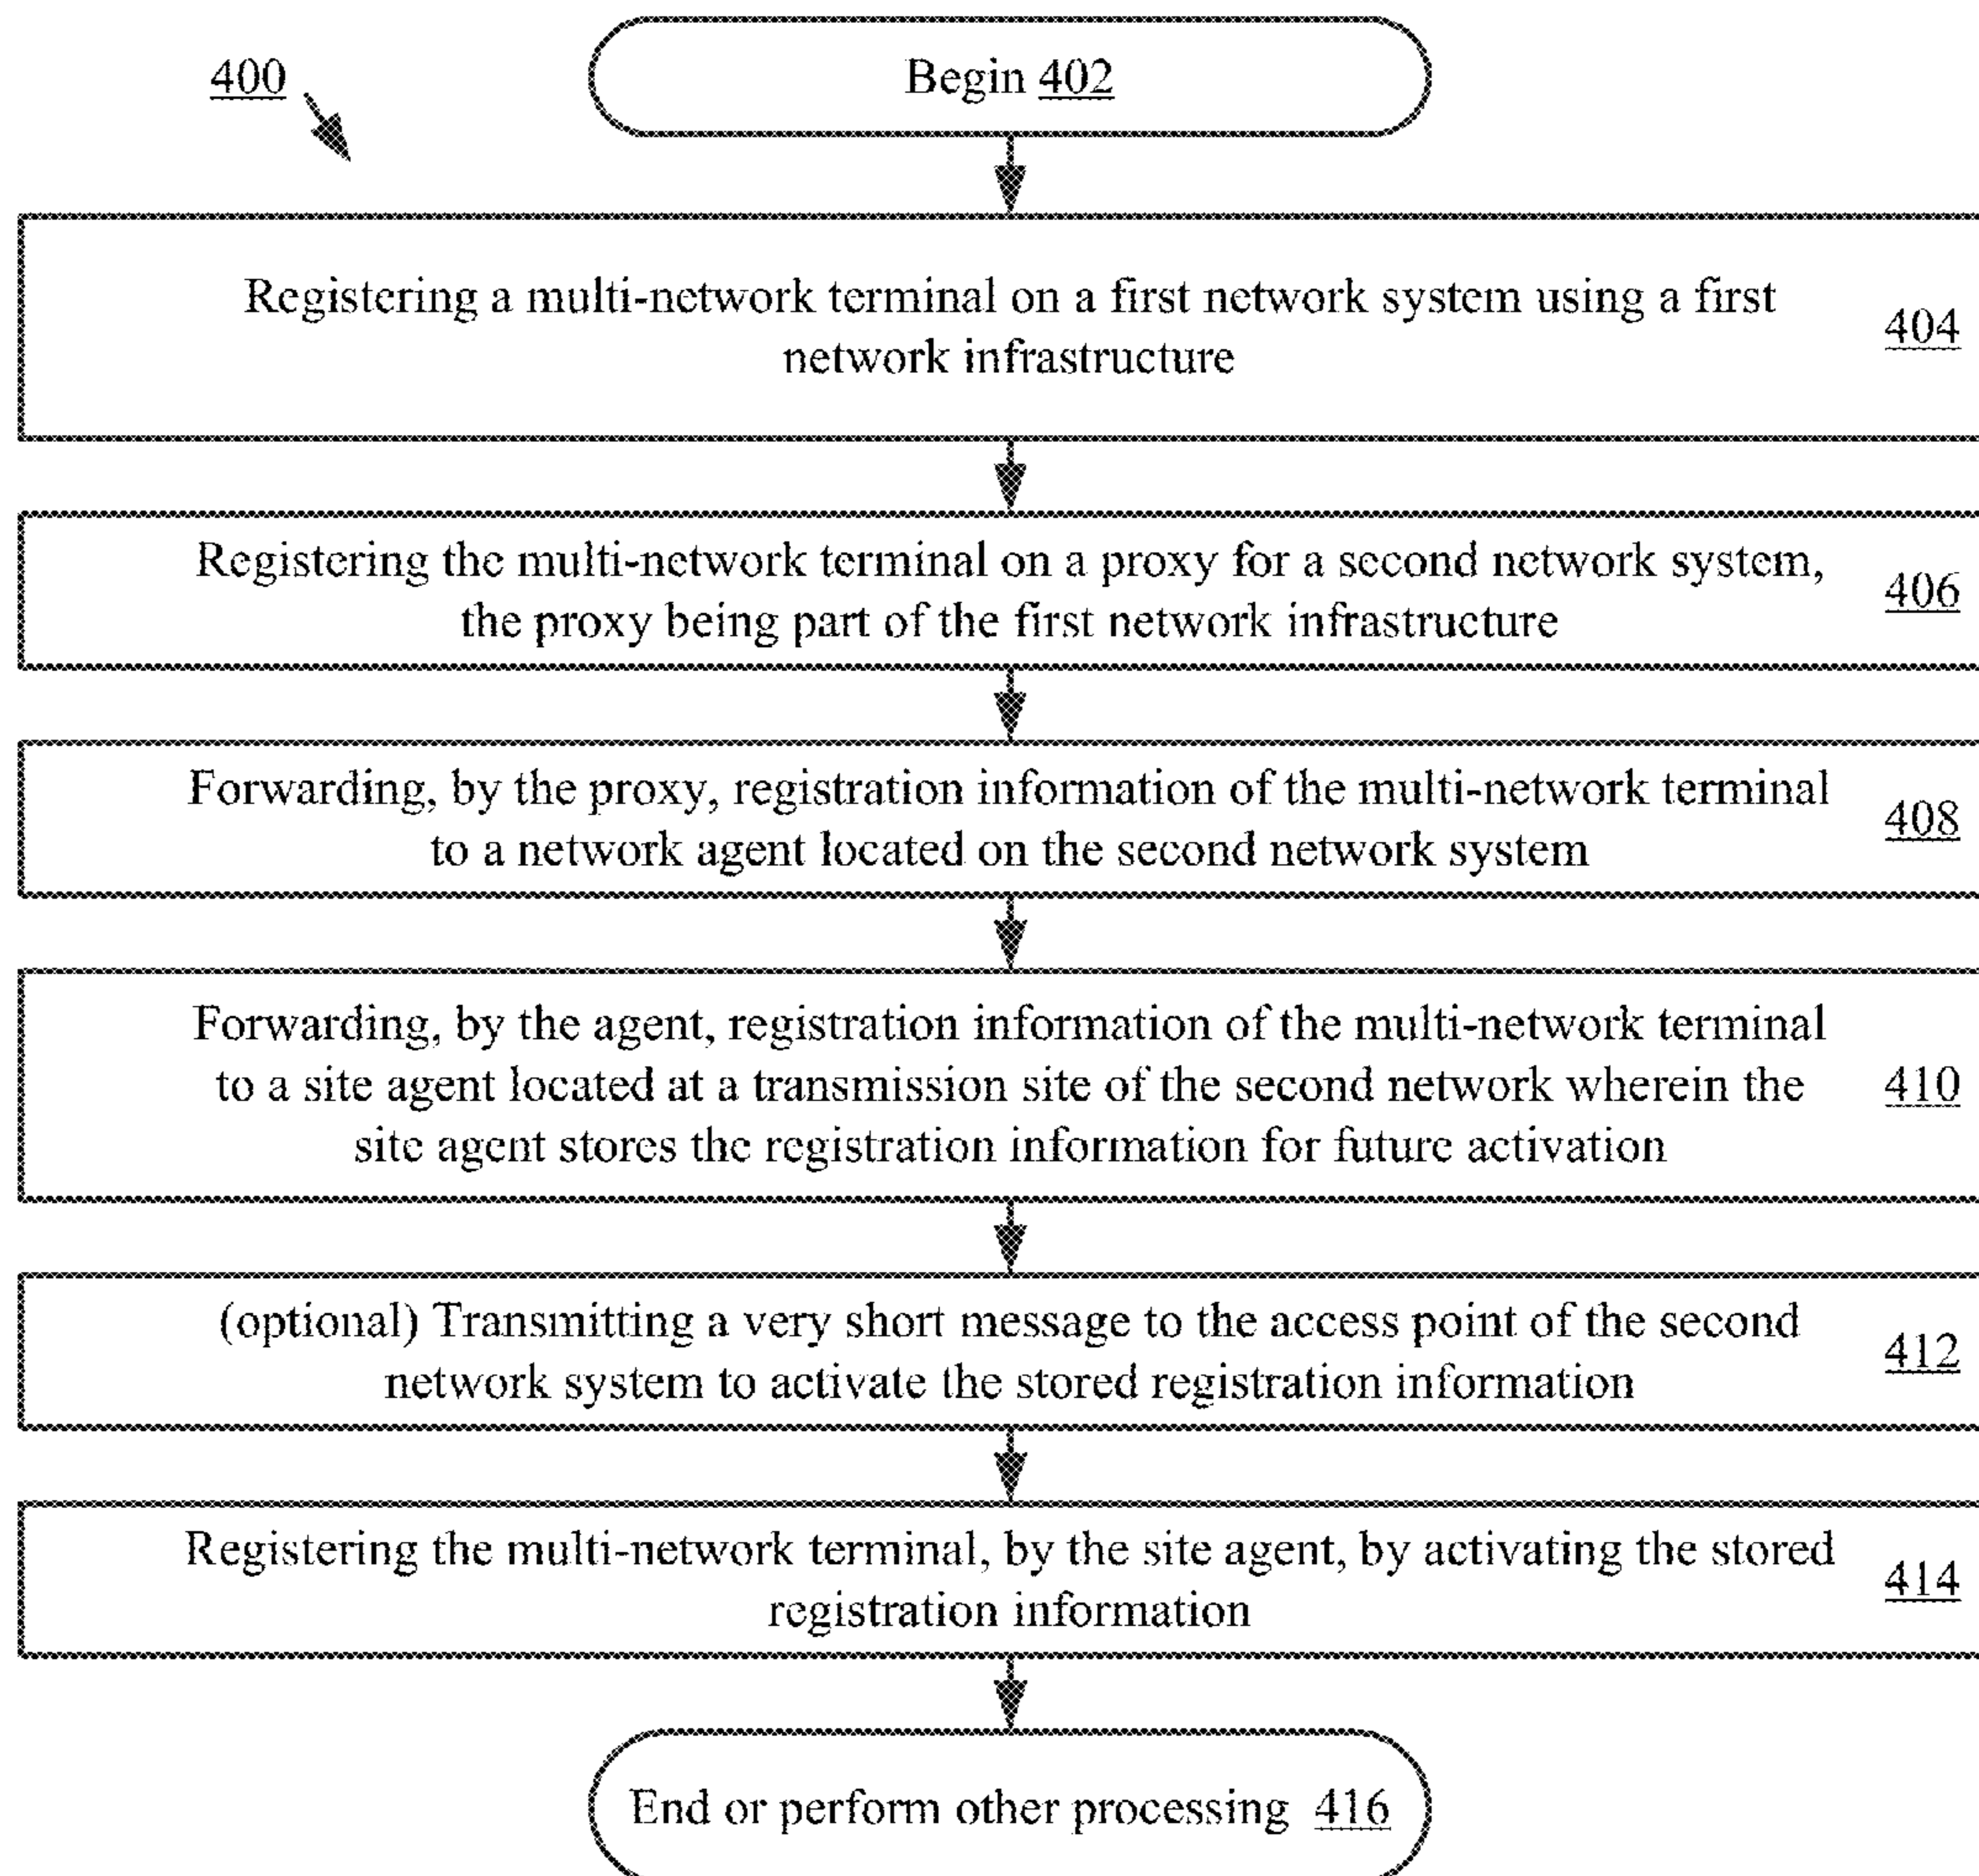 400
Begin 402
Registering a multi-network terminal on a first network system using a first
network infrastructure
404
Registering the multi-network terminal on a proxy for a second network system,
the proxy being part of the first network infrastructure
406
Forwarding, by the proxy, registration information of the multi-network terminal
to a network agent located on the second network system
408
Forwarding, by the agent, registration information of the multi-network terminal
to a site agent located at a transmission site of the second network wherein the
site agent stores the registration information for future activation
410
(optional) Transmitting a very short message to the access point of the second
network system to activate the stored registration information
412
Registering the multi-network terminal, by the site agent, by activating the stored
registration information
414
End or perform other processing 416